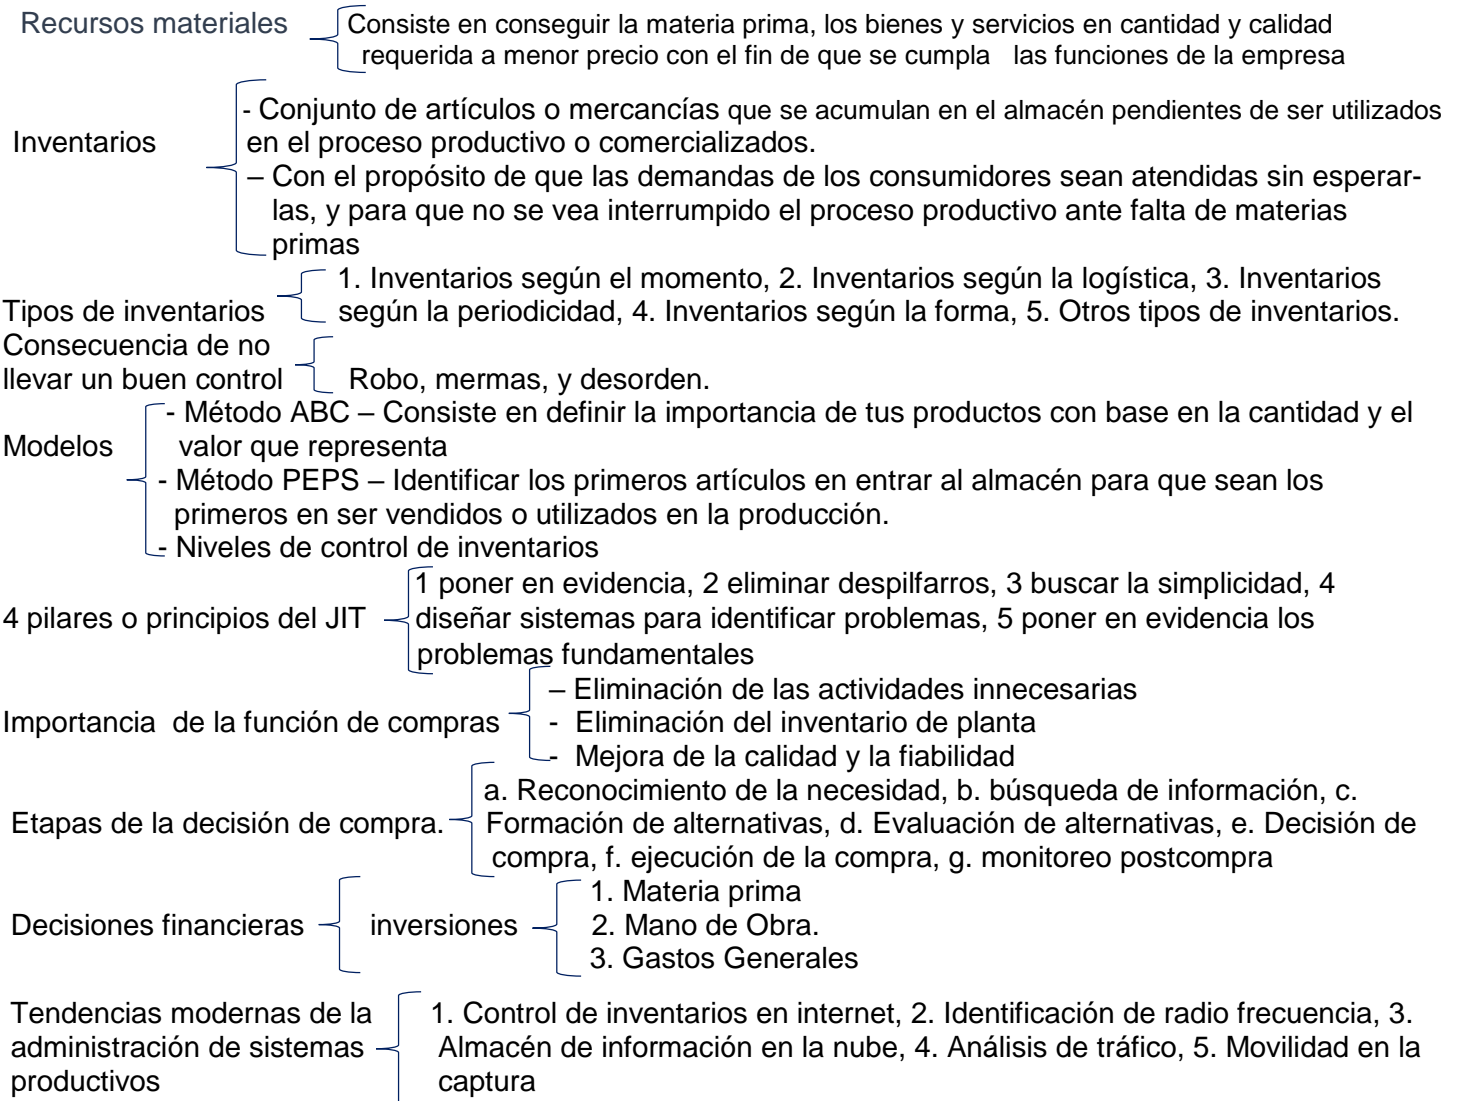 Recursos materiales
Consiste en conseguir la materia prima, los bienes y servicios en cantidad y calidad
requerida a menor precio con el fin de que se cumpla las funciones de la empresa
Inventarios
- Conjunto de artículos o mercancías que se acumulan en el almacén pendientes de ser utilizados
en el proceso productivo o comercializados.
– Con el propósito de que las demandas de los consumidores sean atendidas sin esperar-
las, y para que no se vea interrumpido el proceso productivo ante falta de materias
primas
Tipos de inventarios
1. Inventarios según el momento, 2. Inventarios según la logística, 3. Inventarios
según la periodicidad, 4. Inventarios según la forma, 5. Otros tipos de inventarios.
Consecuencia de no
llevar un buen control
Robo, mermas, y desorden.
Modelos
- Método ABC – Consiste en definir la importancia de tus productos con base en la cantidad y el
valor que representa
- Método PEPS – Identificar los primeros artículos en entrar al almacén para que sean los
primeros en ser vendidos o utilizados en la producción.
- Niveles de control de inventarios
4 pilares o principios del JIT
1 poner en evidencia, 2 eliminar despilfarros, 3 buscar la simplicidad, 4
diseñar sistemas para identificar problemas, 5 poner en evidencia los
problemas fundamentales
Importancia de la función de compras
– Eliminación de las actividades innecesarias
- Eliminación del inventario de planta
- Mejora de la calidad y la fiabilidad
Etapas de la decisión de compra.
a. Reconocimiento de la necesidad, b. búsqueda de información, c.
Formación de alternativas, d. Evaluación de alternativas, e. Decisión de
compra, f. ejecución de la compra, g. monitoreo postcompra
Decisiones financieras
inversiones
1. Materia prima
2. Mano de Obra.
3. Gastos Generales
Tendencias modernas de la
administración de sistemas
productivos
1. Control de inventarios en internet, 2. Identificación de radio frecuencia, 3.
Almacén de información en la nube, 4. Análisis de tráfico, 5. Movilidad en la
captura